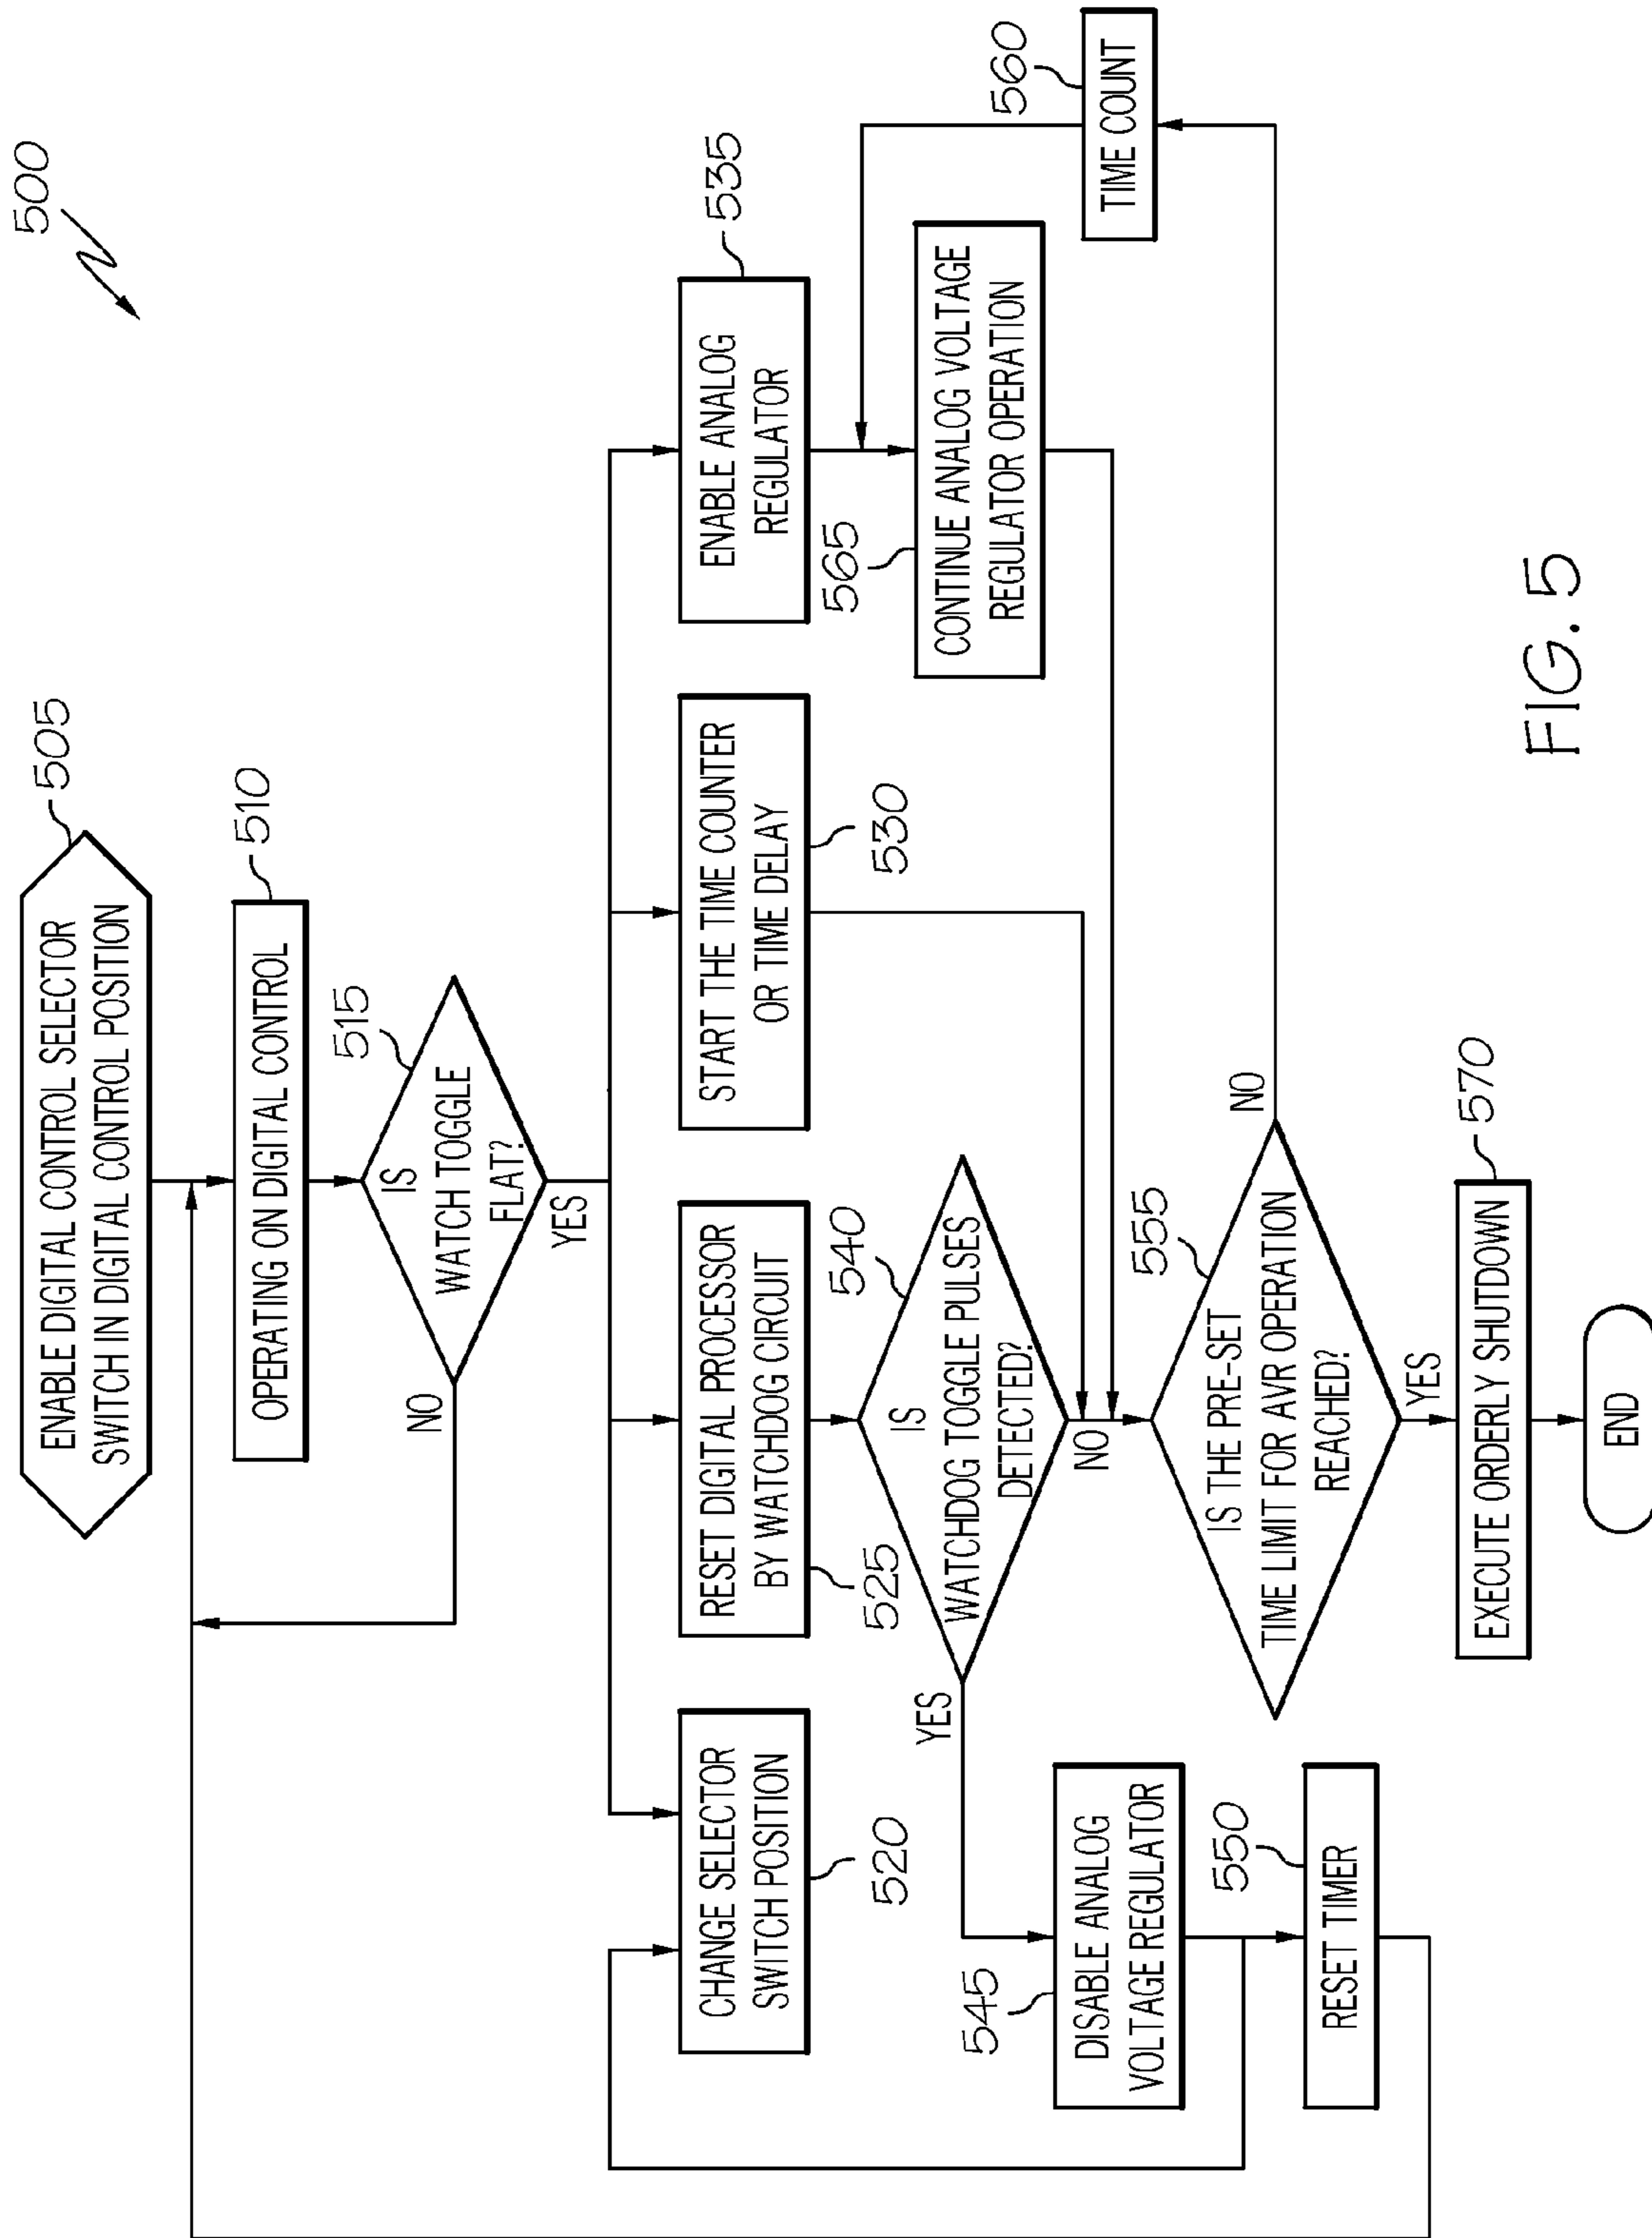 500
ENABLE DIGITAL CONTROL SELECTOR
SWITCH IN DIGITAL CONTROL POSITION
505
OPERATING ON DIGITAL CONTROL
510
IS
WATCH TOGGLE
FLAT?
515
NO
YES
CHANGE SELECTOR
SWITCH POSITION
520
RESET DIGITAL PROCESSOR
BY WATCHDOG CIRCUIT
525
START THE TIME COUNTER
OR TIME DELAY
530
ENABLE ANALOG
REGULATOR
535
IS
WATCHDOG TOGGLE PULSES
DETECTED?
540
YES
NO
CONTINUE ANALOG VOLTAGE
REGULATOR OPERATION
565
DISABLE ANALOG
VOLTAGE REGULATOR
545
TIME COUNT
560
IS THE PRE-SET
TIME LIMIT FOR AVR OPERATION
REACHED?
555
NO
YES
RESET TIMER
550
EXECUTE ORDERLY SHUTDOWN
570
END
FIG. 5